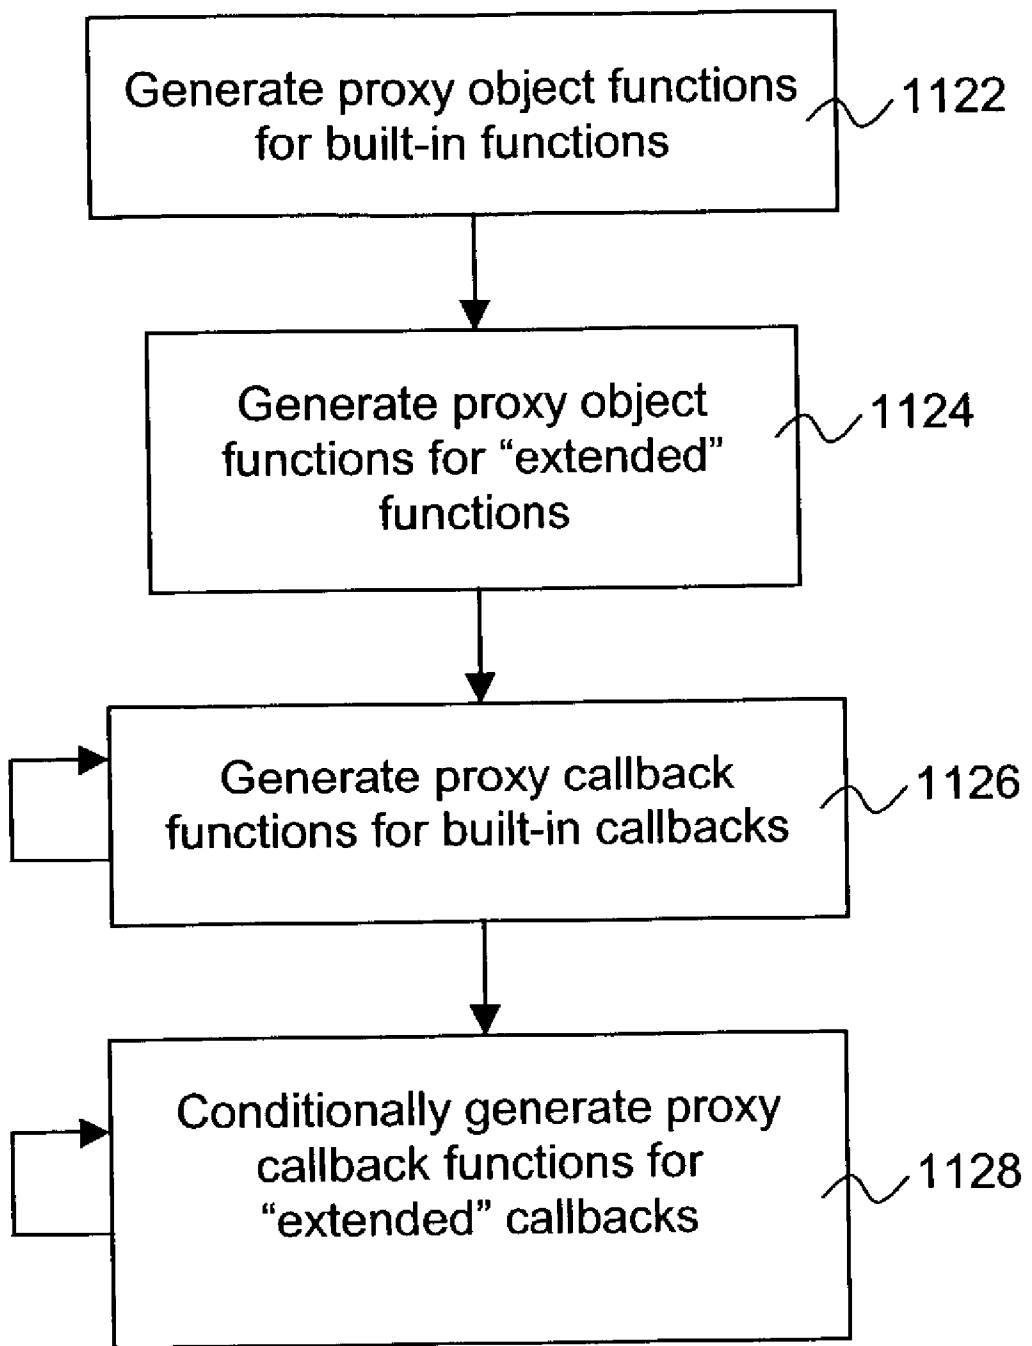 Generate proxy object functions
for built-in functions
1122
Generate proxy object
functions for “extended”
functions
1124
Generate proxy callback
functions for built-in callbacks
1126
Conditionally generate proxy
callback functions for
“extended” callbacks
1128